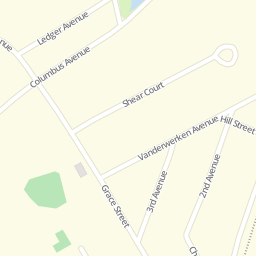 Ledger Avenue
Columbus Avenue
Shear Court
Vanderwerken Avenue
Hill Street
Grace Street
3rd Avenue
2nd Avenue